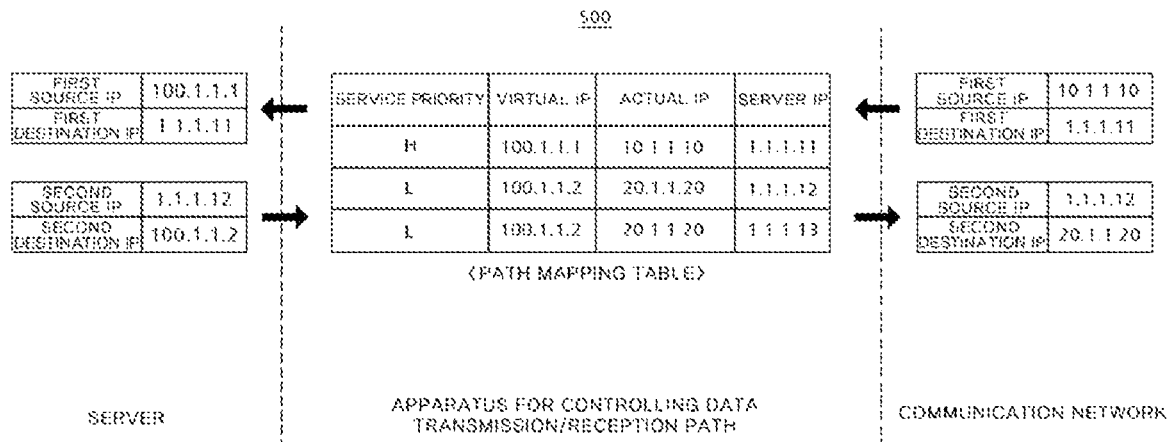 500
FIRST SOURCE IP 100.1.1.1
FIRST DESTINATION IP 1.1.1.11
SECOND SOURCE IP 1.1.1.12
SECOND DESTINATION IP 100.1.1.2
SERVICE PRIORITY VIRTUAL IP ACTUAL IP SERVER IP
H 100.1.1.1 10.1.1.10 1.1.1.11
L 100.1.1.2 20.1.1.20 1.1.1.12
L 100.1.1.2 20.1.1.20 1.1.1.13
<PATH MAPPING TABLE>
FIRST SOURCE IP 10.1.1.10
FIRST DESTINATION IP 1.1.1.11
SECOND SOURCE IP 1.1.1.12
SECOND DESTINATION IP 20.1.1.20
SERVER
APPARATUS FOR CONTROLLING DATA
TRANSMISSION/RECEPTION PATH
COMMUNICATION NETWORK